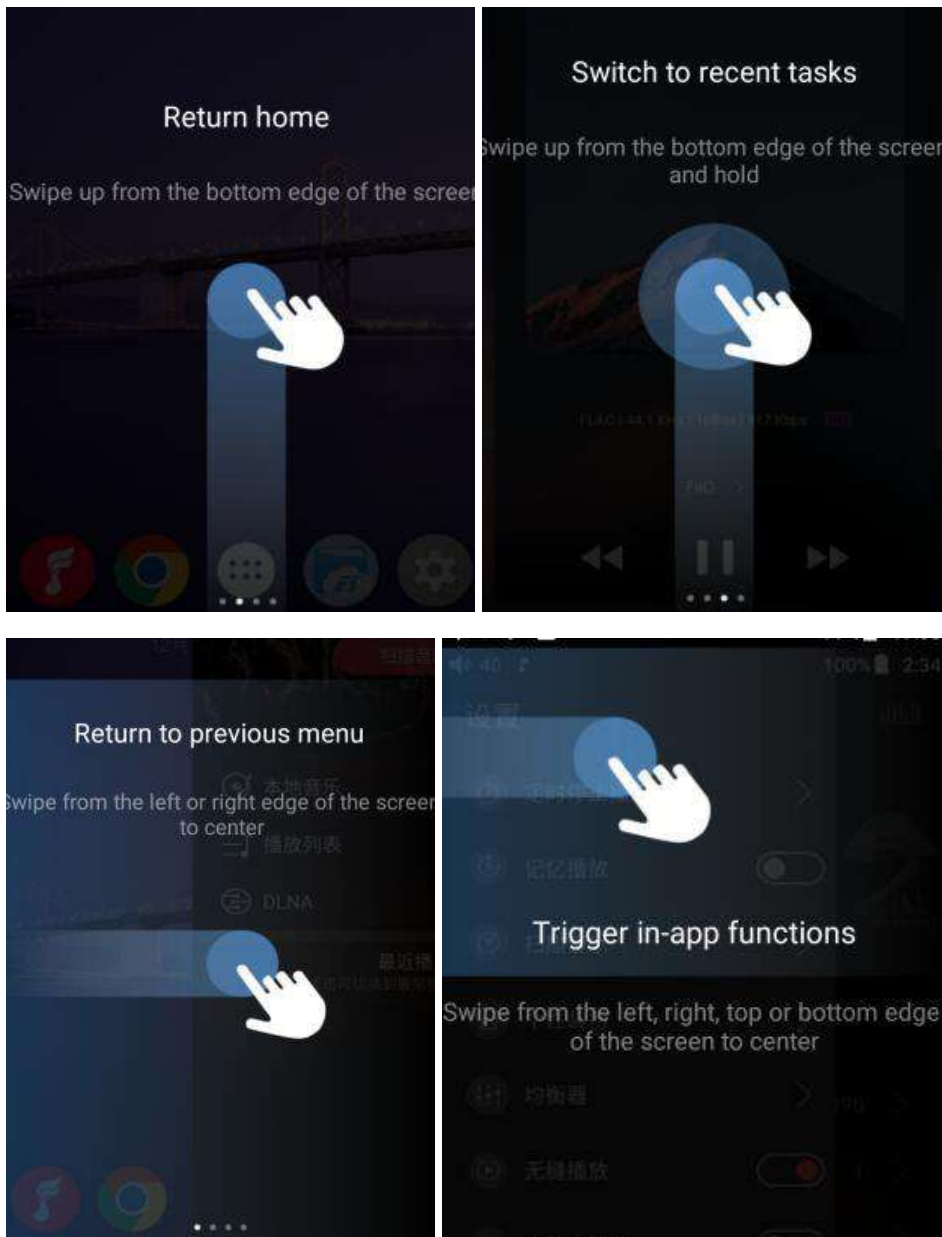 Return home
Swipe up from the bottom edge of the screen
Switch to recent tasks
Swipe up from the bottom edge of the screen
and hold
FiiO
Return to previous menu
Swipe from the left or right edge of the screen
to center
本地音乐
播放列表
DLNA
40
100% 2:34
设置
记忆播放
Trigger in-app functions
Swipe from the left, right, top or bottom edge
of the screen to center
均衡器
无缝播放